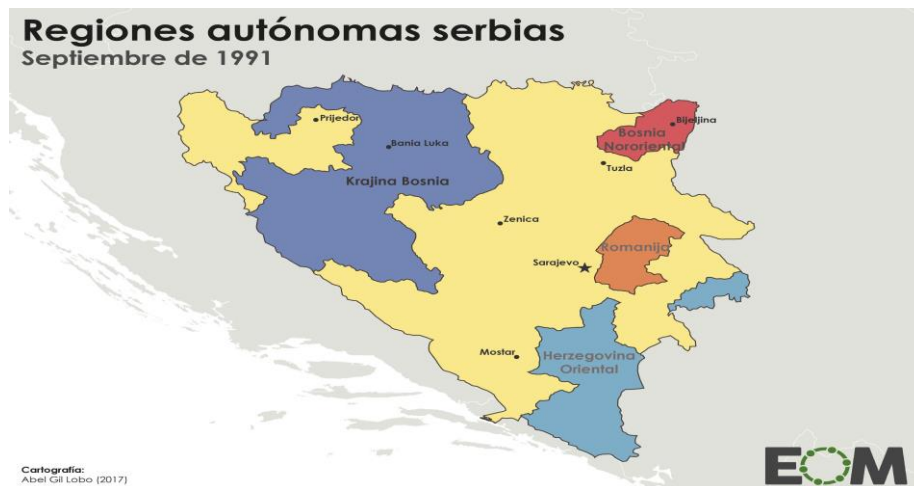 Regiones autónomas serbias
Septiembre de 1991
Prijedor
Bania Luka
Krajina Bosnia
Bijeljina
Bosnia
Nororiental
Tuzla
Zenica
Romanija
Sarajevo
Mostar
Herzegovina
Oriental
Cartografía:
Abel Gil Lobo (2017)
EOM